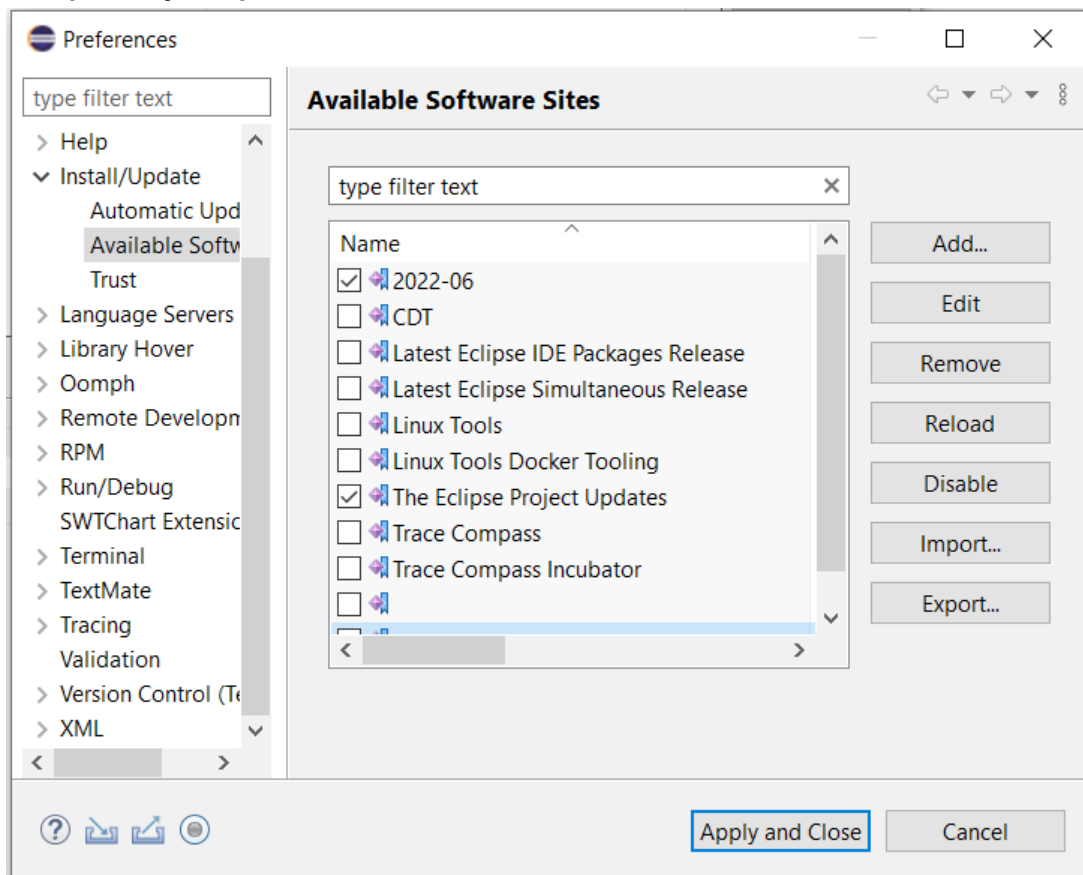 Preferences
type filter text
Available Software Sites
Help
Install/Update
Automatic Upd
Available Softw
Trust
Language Servers
Library Hover
Oomph
Remote Developm
RPM
Run/Debug
SWTChart Extensic
Terminal
TextMate
Tracing
Validation
Version Control (Te
XML
type filter text
Name
2022-06
CDT
Latest Eclipse IDE Packages Release
Latest Eclipse Simultaneous Release
Linux Tools
Linux Tools Docker Tooling
The Eclipse Project Updates
Trace Compass
Trace Compass Incubator
Add...
Edit
Remove
Reload
Disable
Import...
Export...
Apply and Close
Cancel